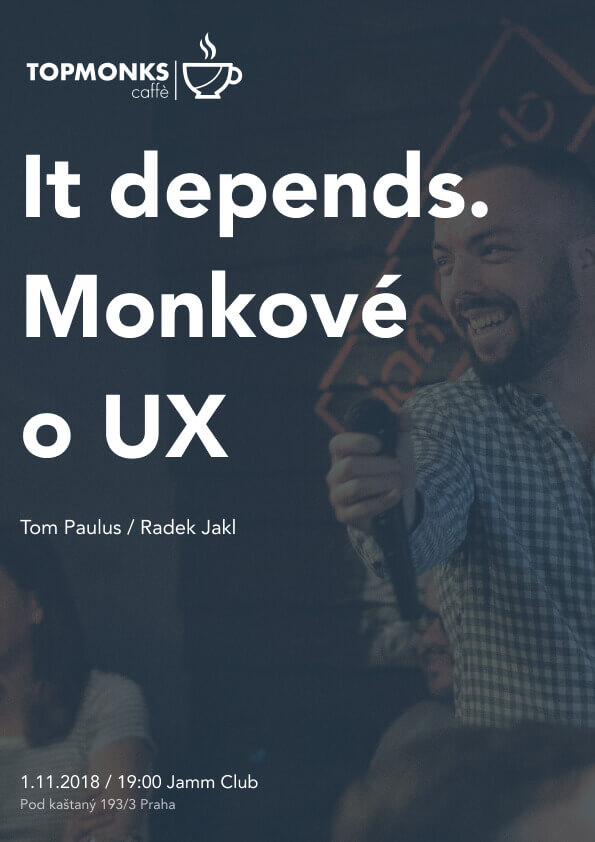 TOPMONKS
caffè
It depends.
Monkové
o UX
Tom Paulus / Radek Jakl
1.11.2018 / 19:00 Jamm Club
Pod kaštany 193/3 Praha